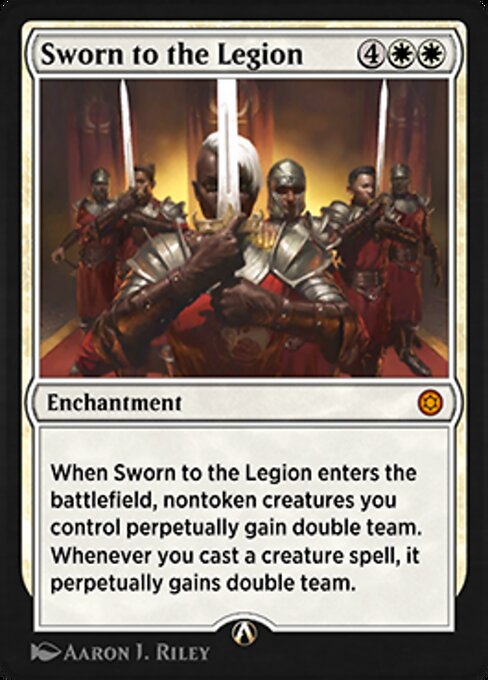 Sworn to the Legion 4
Enchantment
When Sworn to the Legion enters the
battlefield, nontoken creatures you
control perpetually gain double team.
Whenever you cast a creature spell, it
perpetually gains double team.
Aaron J. Riley